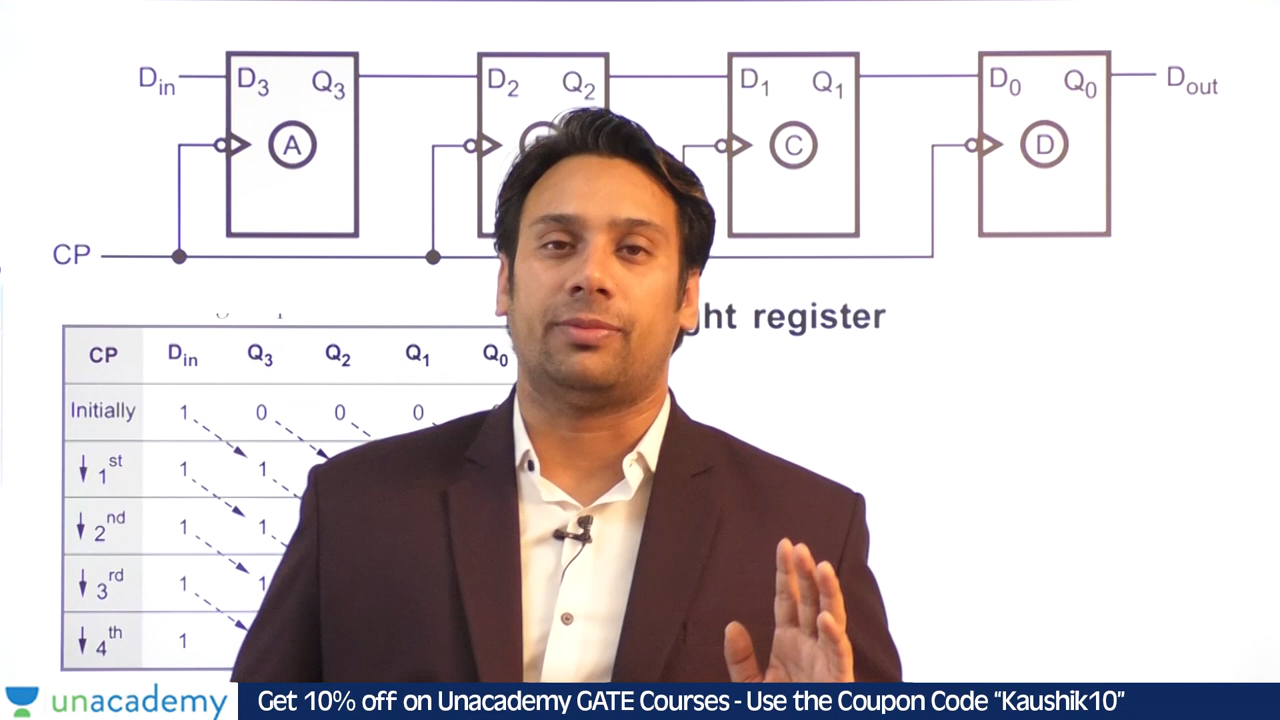 Din D3 Q3 D2 Q2 D1 Q1 D0 Q0 Dout
A C D
CP
ght register
CP Din Q3 Q2 Q1 Q0
Initially 1 0 0 0
↓ 1st 1 1
↓ 2nd 1 1
↓ 3rd 1 1
↓ 4th 1
unacademy Get 10% off on Unacademy GATE Courses - Use the Coupon Code “Kaushik10”